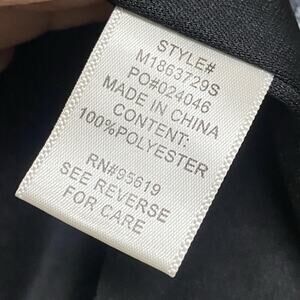 STYLE#
M1863729S
PO#024046
MADE IN CHINA
CONTENT:
100%POLYESTER
RN#95619
SEE REVERSE
FOR CARE